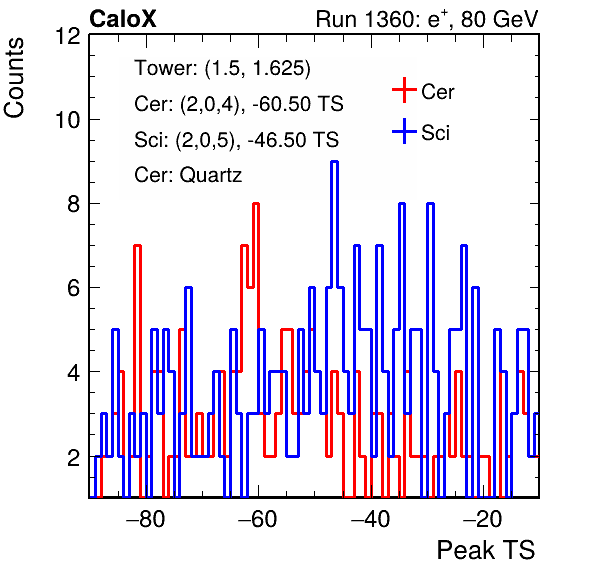 CaloX Run 1360: e⁺, 80 GeV
Counts
12
10
8
6
4
2
Tower: (1.5, 1.625)
Cer: (2,0,4), -60.50 TS
Sci: (2,0,5), -46.50 TS
Cer: Quartz
Cer
Sci
−80 −60 −40 −20
Peak TS